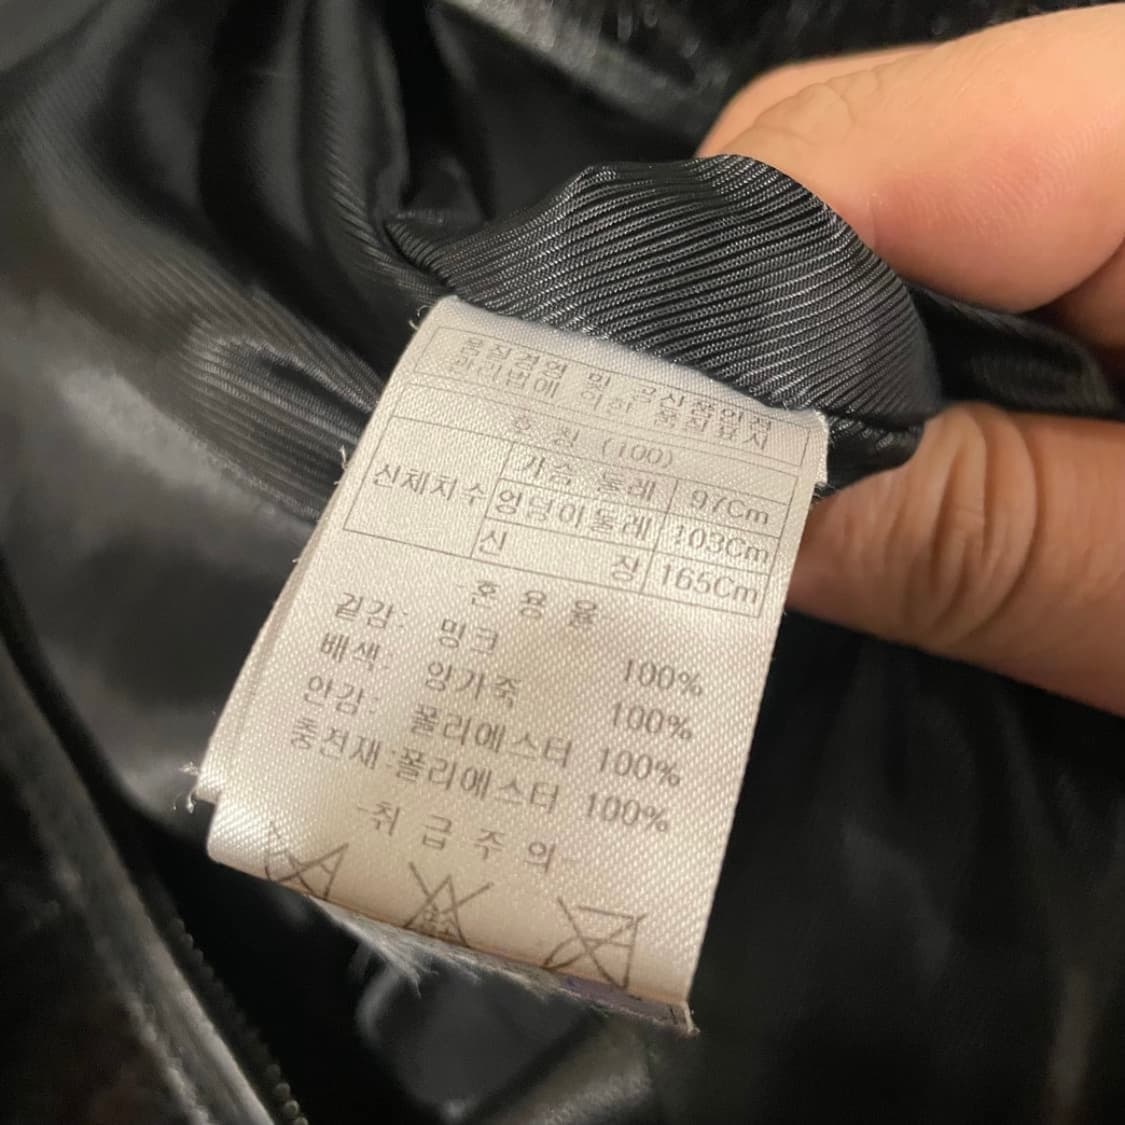 품질경영 및 공산품안전
관리법에 의한 품질표시
호 칭 (100)
신체치수 가슴 둘레 97Cm
엉덩이둘레 103Cm
신 장 165Cm
-혼 용 율-
겉감: 밍크 100%
배색: 양가죽 100%
안감: 폴리에스터 100%
충전재:폴리에스터 100%
-취 급 주 의-